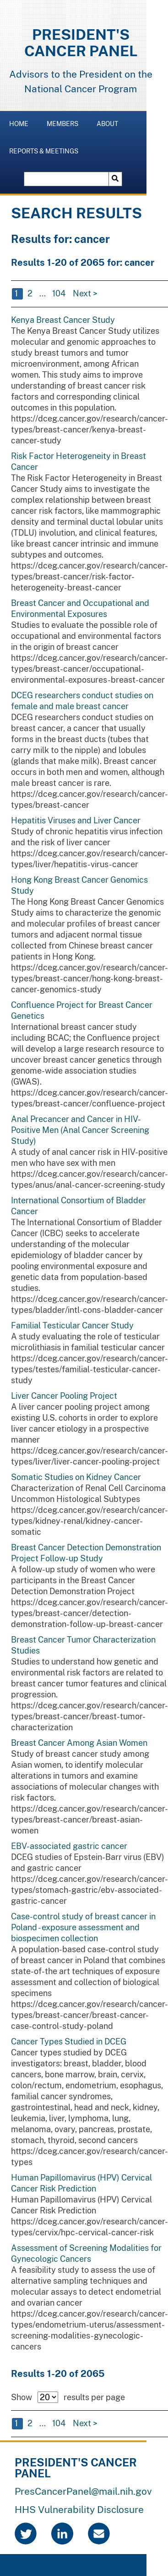 PRESIDENT'S
CANCER PANEL
Advisors to the President on the
National Cancer Program
HOME MEMBERS ABOUT
REPORTS & MEETINGS
SEARCH RESULTS
Results for: cancer
Results 1-20 of 2065 for: cancer
1 2 ... 104 Next >
Kenya Breast Cancer Study
The Kenya Breast Cancer Study utilizes
molecular and genomic approaches to
study breast tumors and tumor
microenvironment, among African
women. This study aims to improve
understanding of breast cancer risk
factors and corresponding clinical
outcomes of this population.
https://dceg.cancer.gov/research/cancer-
types/breast-cancer/kenya-breast-
cancer-study
Risk Factor Heterogeneity in Breast
Cancer
The Risk Factor Heterogeneity in Breast
Cancer Study aims to investigate the
complex relationship between breast
cancer risk factors, like mammographic
density and terminal ductal lobular units
(TDLU) involution, and clinical features,
like breast cancer intrinsic and immune
subtypes and outcomes.
https://dceg.cancer.gov/research/cancer-
types/breast-cancer/risk-factor-
heterogeneity-breast-cancer
Breast Cancer and Occupational and
Environmental Exposures
Studies to evaluate the possible role of
occupational and environmental factors
in the origin of breast cancer
https://dceg.cancer.gov/research/cancer-
types/breast-cancer/occupational-
environmental-exposures-breast-cancer
DCEG researchers conduct studies on
female and male breast cancer
DCEG researchers conduct studies on
breast cancer, a cancer that usually
forms in the breast ducts (tubes that
carry milk to the nipple) and lobules
(glands that make milk). Breast cancer
occurs in both men and women, although
male breast cancer is rare.
https://dceg.cancer.gov/research/cancer-
types/breast-cancer
Hepatitis Viruses and Liver Cancer
Study of chronic hepatitis virus infection
and the risk of liver cancer
https://dceg.cancer.gov/research/cancer-
types/liver/hepatitis-virus-cancer
Hong Kong Breast Cancer Genomics
Study
The Hong Kong Breast Cancer Genomics
Study aims to characterize the genomic
and molecular profiles of breast cancer
tumors and adjacent normal tissue
collected from Chinese breast cancer
patients in Hong Kong.
https://dceg.cancer.gov/research/cancer-
types/breast-cancer/hong-kong-breast-
cancer-genomics-study
Confluence Project for Breast Cancer
Genetics
International breast cancer study
including BCAC; the Confluence project
will develop a large research resource to
uncover breast cancer genetics through
genome-wide association studies
(GWAS).
https://dceg.cancer.gov/research/cancer-
types/breast-cancer/confluence-project
Anal Precancer and Cancer in HIV-
Positive Men (Anal Cancer Screening
Study)
A study of anal cancer risk in HIV-positive
men who have sex with men
https://dceg.cancer.gov/research/cancer-
types/anus/anal-cancer-screening-study
International Consortium of Bladder
Cancer
The International Consortium of Bladder
Cancer (ICBC) seeks to accelerate
understanding of the molecular
epidemiology of bladder cancer by
pooling environmental exposure and
genetic data from population-based
studies.
https://dceg.cancer.gov/research/cancer-
types/bladder/intl-cons-bladder-cancer
Familial Testicular Cancer Study
A study evaluating the role of testicular
microlithiasis in familial testicular cancer
https://dceg.cancer.gov/research/cancer-
types/testes/familial-testicular-cancer-
study
Liver Cancer Pooling Project
A liver cancer pooling project among
existing U.S. cohorts in order to explore
liver cancer etiology in a prospective
manner
https://dceg.cancer.gov/research/cancer-
types/liver/liver-cancer-pooling-project
Somatic Studies on Kidney Cancer
Characterization of Renal Cell Carcinoma
Uncommon Histological Subtypes
https://dceg.cancer.gov/research/cancer-
types/kidney-renal/kidney-cancer-
somatic
Breast Cancer Detection Demonstration
Project Follow-up Study
A follow-up study of women who were
participants in the Breast Cancer
Detection Demonstration Project
https://dceg.cancer.gov/research/cancer-
types/breast-cancer/detection-
demonstration-follow-up-breast-cancer
Breast Cancer Tumor Characterization
Studies
Studies to understand how genetic and
environmental risk factors are related to
breast cancer tumor features and clinical
progression.
https://dceg.cancer.gov/research/cancer-
types/breast-cancer/breast-tumor-
characterization
Breast Cancer Among Asian Women
Study of breast cancer study among
Asian women, to identify molecular
alterations in tumors and examine
associated of molecular changes with
risk factors.
https://dceg.cancer.gov/research/cancer-
types/breast-cancer/breast-asian-
women
EBV-associated gastric cancer
DCEG studies of Epstein-Barr virus (EBV)
and gastric cancer
https://dceg.cancer.gov/research/cancer-
types/stomach-gastric/ebv-associated-
gastric-cancer
Case-control study of breast cancer in
Poland - exposure assessment and
biospecimen collection
A population-based case-control study
of breast cancer in Poland that combines
state-of-the art techniques of exposure
assessment and collection of biological
specimens
https://dceg.cancer.gov/research/cancer-
types/breast-cancer/breast-cancer-
case-control-study-poland
Cancer Types Studied in DCEG
Cancer types studied by DCEG
investigators: breast, bladder, blood
cancers, bone marrow, brain, cervix,
colon/rectum, endometrium, esophagus,
familial cancer syndromes,
gastrointestinal, head and neck, kidney,
leukemia, liver, lymphoma, lung,
melanoma, ovary, pancreas, prostate,
stomach, thyroid, second cancers
https://dceg.cancer.gov/research/cancer-
types
Human Papillomavirus (HPV) Cervical
Cancer Risk Prediction
Human Papillomavirus (HPV) Cervical
Cancer Risk Prediction
https://dceg.cancer.gov/research/cancer-
types/cervix/hpc-cervical-cancer-risk
Assessment of Screening Modalities for
Gynecologic Cancers
A feasibility study to assess the use of
alternative sampling techniques and
molecular assays to detect endometrial
and ovarian cancer
https://dceg.cancer.gov/research/cancer-
types/endometrium-uterus/assessment-
screening-modalities-gynecologic-
cancers
Results 1-20 of 2065
Show 20 results per page
1 2 ... 104 Next >
PRESIDENT'S CANCER
PANEL
PresCancerPanel@mail.nih.gov
HHS Vulnerability Disclosure